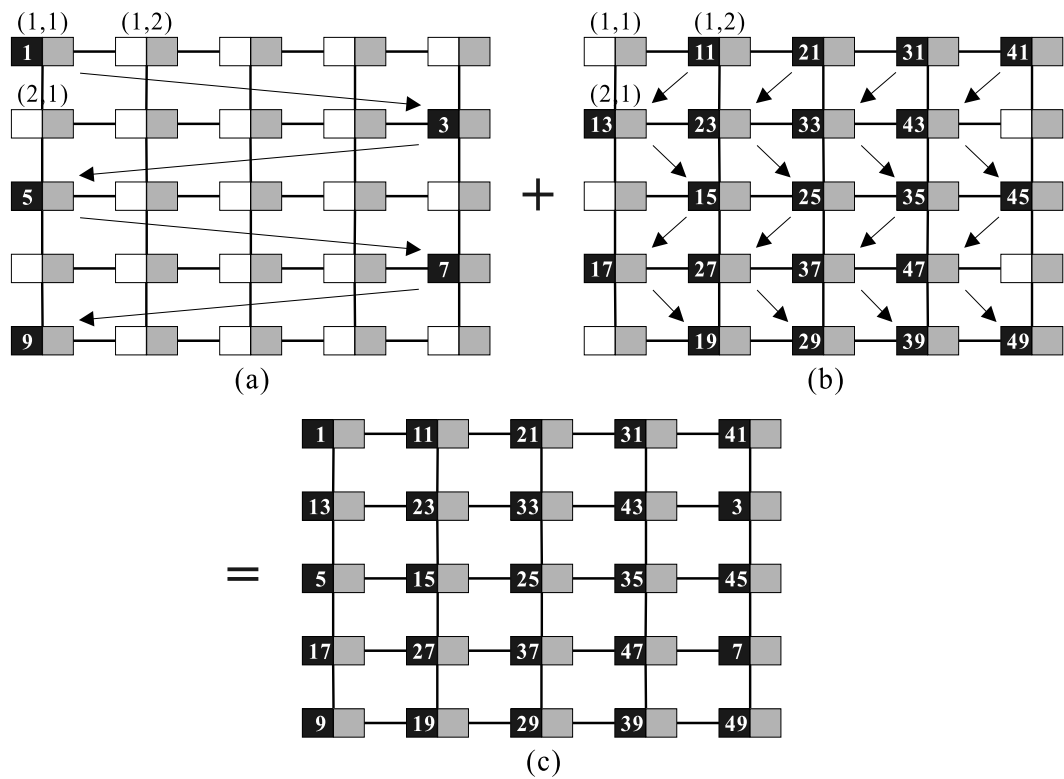 (1,1) (1,2) (1,1) (1,2)
1 11 21 31 41
(2,1) (2,1)
3 13 23 33 43
5 + 15 25 35 45
7 17 27 37 47
9 19 29 39 49
(a) (b)
1 11 21 31 41
13 23 33 43 3
= 5 15 25 35 45
17 27 37 47 7
9 19 29 39 49
(c)